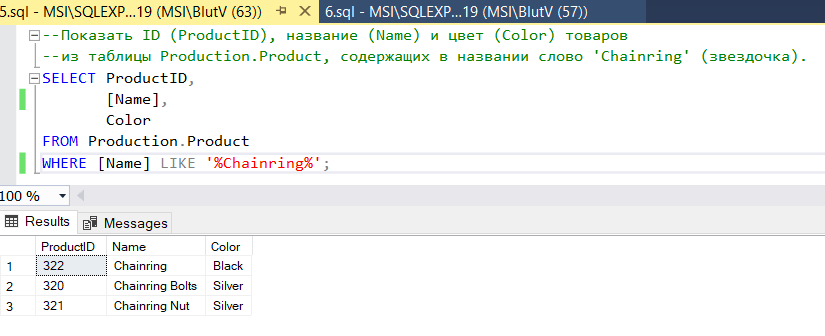 5.sql - MSI\SQLEXP...19 (MSI\BlutV (63)) 6.sql - MSI\SQLEXP...19 (MSI\BlutV (57))
--Показать ID (ProductID), название (Name) и цвет (Color) товаров
--из таблицы Production.Product, содержащих в названии слово 'Chainring' (звездочка).
SELECT ProductID,
[Name],
Color
FROM Production.Product
WHERE [Name] LIKE '%Chainring%';
100 %
Results Messages
ProductID Name Color
1 322 Chainring Black
2 320 Chainring Bolts Silver
3 321 Chainring Nut Silver